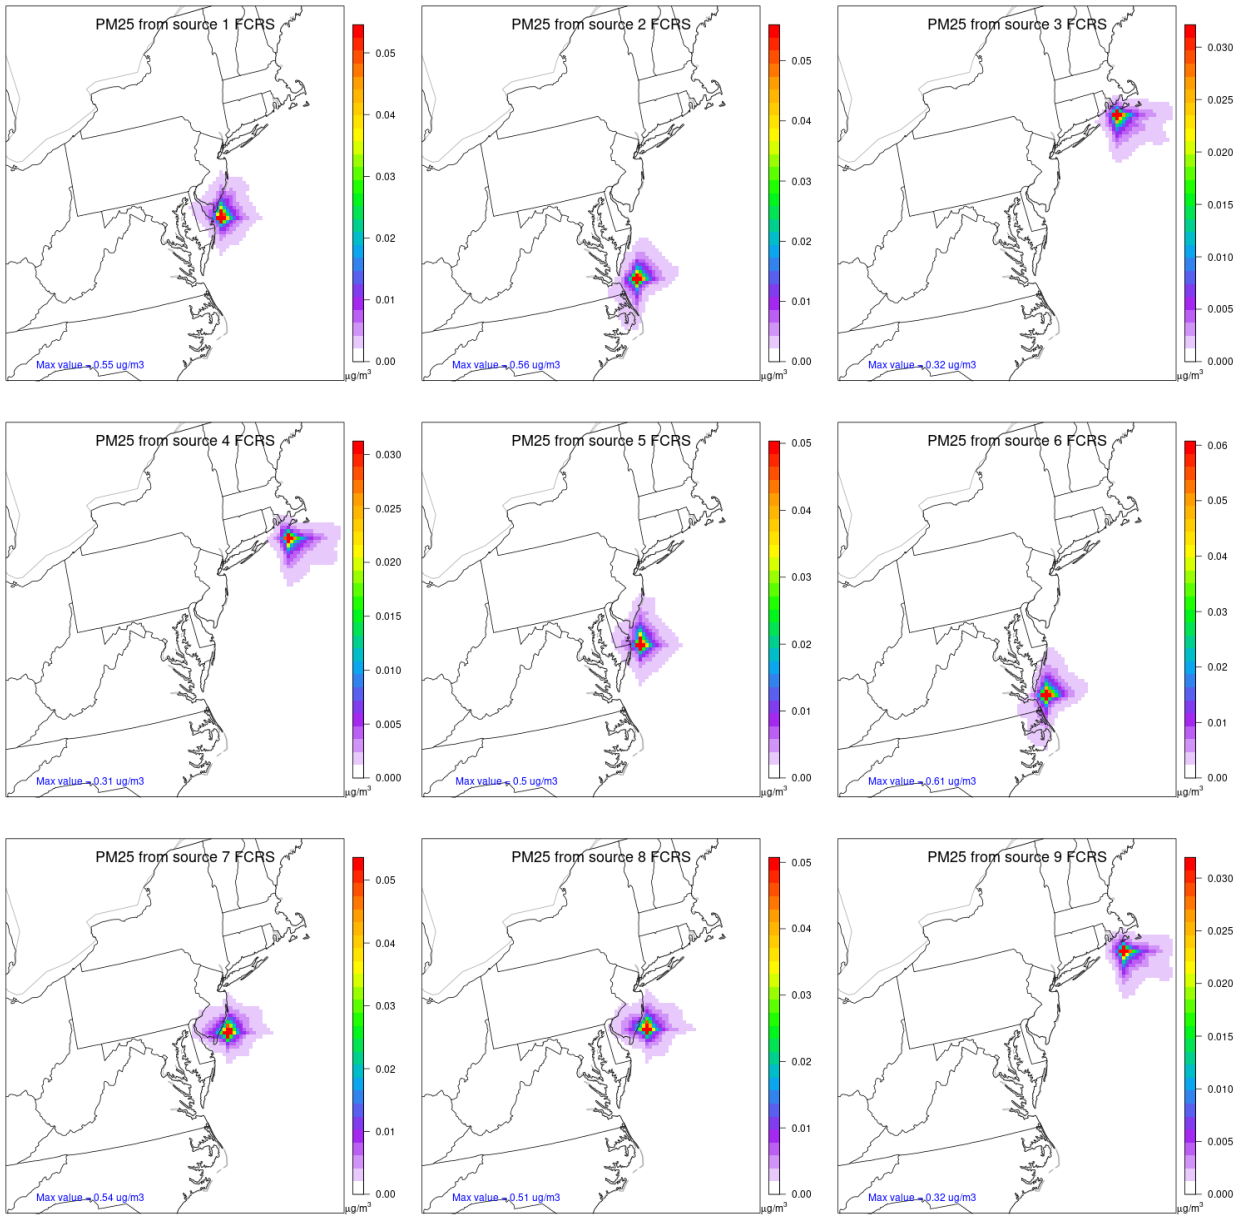 PM25 from source 1 FCRS
0.05
0.04
0.03
0.02
0.01
0.00
Max value = 0.55 ug/m3
μg/m3
PM25 from source 2 FCRS
0.05
0.04
0.03
0.02
0.01
0.00
Max value = 0.56 ug/m3
μg/m3
PM25 from source 3 FCRS
0.030
0.025
0.020
0.015
0.010
0.005
0.000
Max value = 0.32 ug/m3
μg/m3
PM25 from source 4 FCRS
0.030
0.025
0.020
0.015
0.010
0.005
0.000
Max value = 0.31 ug/m3
μg/m3
PM25 from source 5 FCRS
0.05
0.04
0.03
0.02
0.01
0.00
Max value = 0.5 ug/m3
μg/m3
PM25 from source 6 FCRS
0.06
0.05
0.04
0.03
0.02
0.01
0.00
Max value = 0.61 ug/m3
μg/m3
PM25 from source 7 FCRS
0.05
0.04
0.03
0.02
0.01
0.00
Max value = 0.54 ug/m3
μg/m3
PM25 from source 8 FCRS
0.05
0.04
0.03
0.02
0.01
0.00
Max value = 0.51 ug/m3
μg/m3
PM25 from source 9 FCRS
0.030
0.025
0.020
0.015
0.010
0.005
0.000
Max value = 0.32 ug/m3
μg/m3